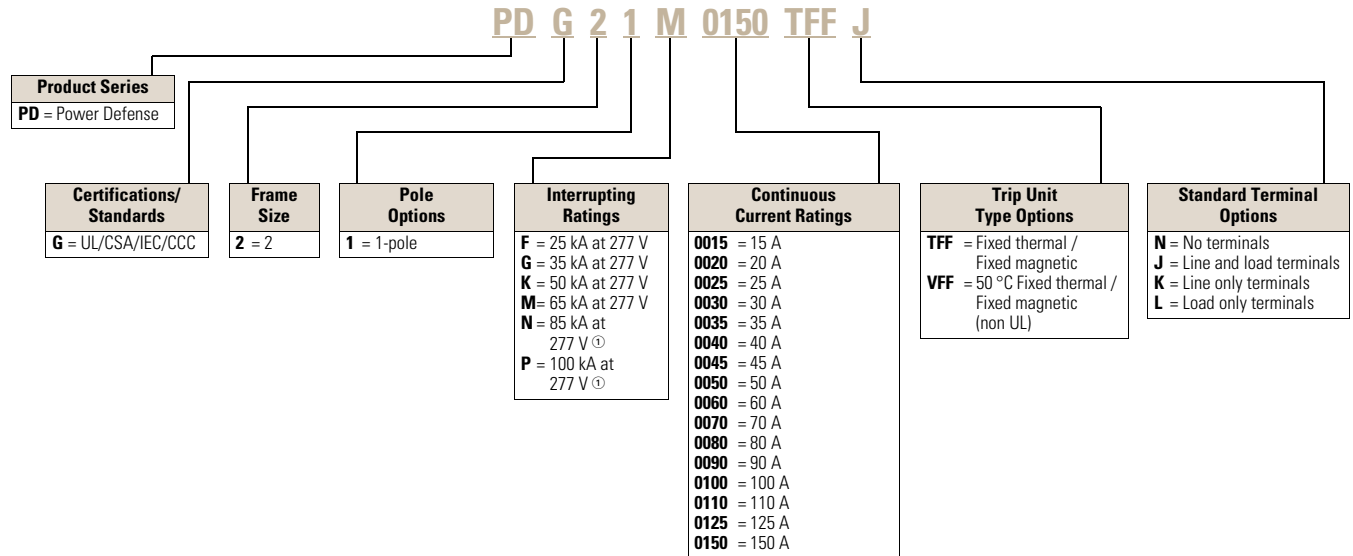 PD G 2 1 M 0150 TFF J
Product Series
PD = Power Defense
Certifications/
Standards
G = UL/CSA/IEC/CCC
Frame
Size
2 = 2
Pole
Options
1 = 1-pole
Interrupting
Ratings
F = 25 kA at 277 V
G = 35 kA at 277 V
K = 50 kA at 277 V
M = 65 kA at 277 V
N = 85 kA at
277 V ①
P = 100 kA at
277 V ①
Continuous
Current Ratings
0015 = 15 A
0020 = 20 A
0025 = 25 A
0030 = 30 A
0035 = 35 A
0040 = 40 A
0045 = 45 A
0050 = 50 A
0060 = 60 A
0070 = 70 A
0080 = 80 A
0090 = 90 A
0100 = 100 A
0110 = 110 A
0125 = 125 A
0150 = 150 A
Trip Unit
Type Options
TFF = Fixed thermal /
Fixed magnetic
VFF = 50 °C Fixed thermal /
Fixed magnetic
(non UL)
Standard Terminal
Options
N = No terminals
J = Line and load terminals
K = Line only terminals
L = Load only terminals